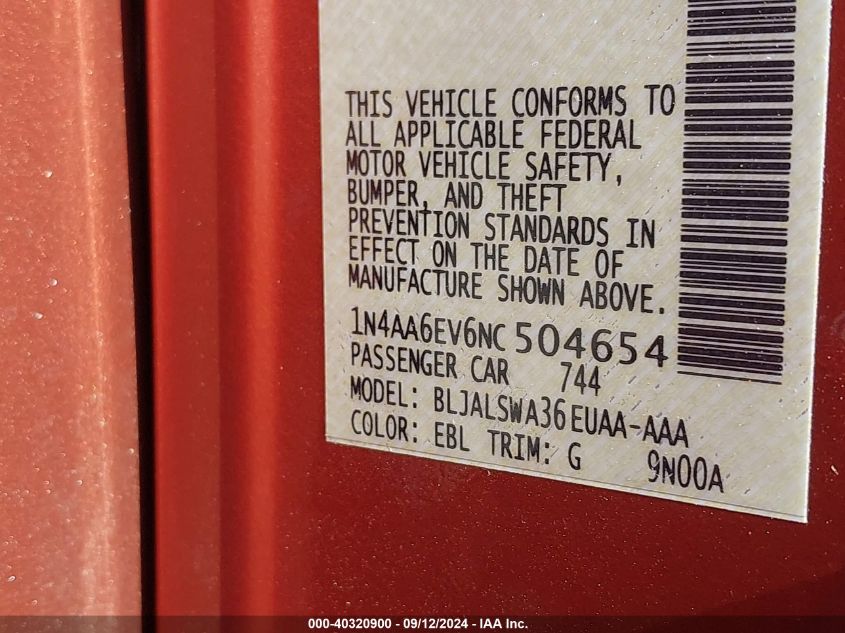 THIS VEHICLE CONFORMS TO
ALL APPLICABLE FEDERAL
MOTOR VEHICLE SAFETY,
BUMPER, AND THEFT
PREVENTION STANDARDS IN
EFFECT ON THE DATE OF
MANUFACTURE SHOWN ABOVE.
1N4AA6EV6NC504654
PASSENGER CAR 744
MODEL: BLJALSWA36EUAA-AAA
COLOR: EBL TRIM: G 9N00A
000-40320900 - 09/12/2024 - IAA Inc.